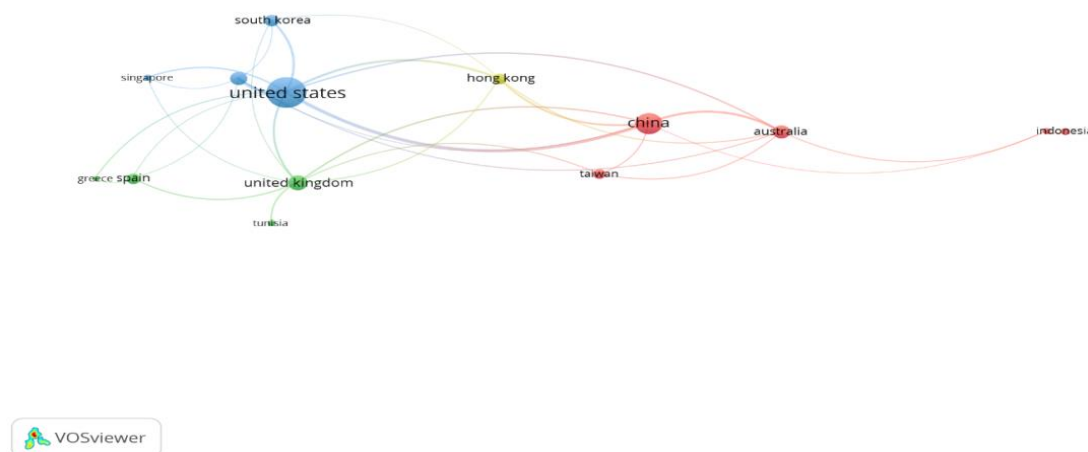 south korea
singapore
hong kong
united states
china
australia
indonesia
taiwan
greece
spain
united kingdom
tunisia
VOSviewer